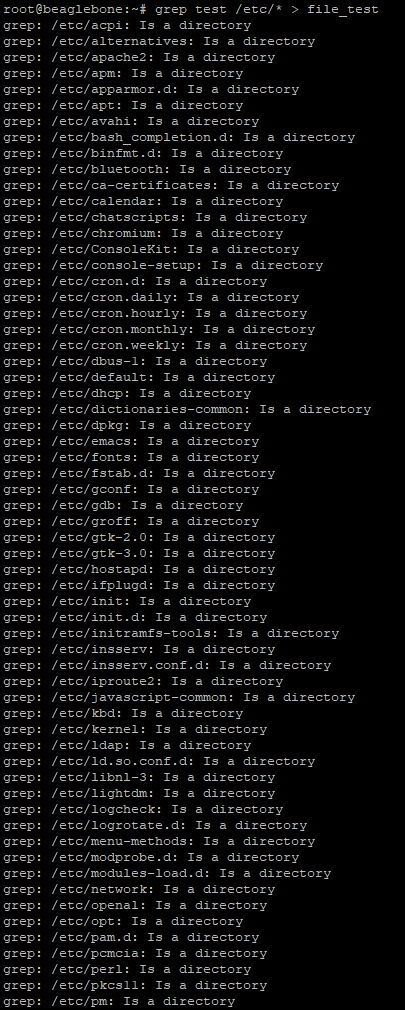 root@beaglebone:~# grep test /etc/* > file_test
grep: /etc/acpi: Is a directory
grep: /etc/alternatives: Is a directory
grep: /etc/apache2: Is a directory
grep: /etc/apm: Is a directory
grep: /etc/apparmor.d: Is a directory
grep: /etc/apt: Is a directory
grep: /etc/avahi: Is a directory
grep: /etc/bash_completion.d: Is a directory
grep: /etc/binfmt.d: Is a directory
grep: /etc/bluetooth: Is a directory
grep: /etc/ca-certificates: Is a directory
grep: /etc/calendar: Is a directory
grep: /etc/chatscripts: Is a directory
grep: /etc/chromium: Is a directory
grep: /etc/ConsoleKit: Is a directory
grep: /etc/console-setup: Is a directory
grep: /etc/cron.d: Is a directory
grep: /etc/cron.daily: Is a directory
grep: /etc/cron.hourly: Is a directory
grep: /etc/cron.monthly: Is a directory
grep: /etc/cron.weekly: Is a directory
grep: /etc/dbus-1: Is a directory
grep: /etc/default: Is a directory
grep: /etc/dhcp: Is a directory
grep: /etc/dictionaries-common: Is a directory
grep: /etc/dpkg: Is a directory
grep: /etc/emacs: Is a directory
grep: /etc/fonts: Is a directory
grep: /etc/fstab.d: Is a directory
grep: /etc/gconf: Is a directory
grep: /etc/gdb: Is a directory
grep: /etc/groff: Is a directory
grep: /etc/gtk-2.0: Is a directory
grep: /etc/gtk-3.0: Is a directory
grep: /etc/hostapd: Is a directory
grep: /etc/ifplugd: Is a directory
grep: /etc/init: Is a directory
grep: /etc/init.d: Is a directory
grep: /etc/initramfs-tools: Is a directory
grep: /etc/insserv: Is a directory
grep: /etc/insserv.conf.d: Is a directory
grep: /etc/iproute2: Is a directory
grep: /etc/javascript-common: Is a directory
grep: /etc/kbd: Is a directory
grep: /etc/kernel: Is a directory
grep: /etc/ldap: Is a directory
grep: /etc/ld.so.conf.d: Is a directory
grep: /etc/libnl-3: Is a directory
grep: /etc/lightdm: Is a directory
grep: /etc/logcheck: Is a directory
grep: /etc/logrotate.d: Is a directory
grep: /etc/menu-methods: Is a directory
grep: /etc/modprobe.d: Is a directory
grep: /etc/modules-load.d: Is a directory
grep: /etc/network: Is a directory
grep: /etc/openal: Is a directory
grep: /etc/opt: Is a directory
grep: /etc/pam.d: Is a directory
grep: /etc/pcmcia: Is a directory
grep: /etc/perl: Is a directory
grep: /etc/pkcs11: Is a directory
grep: /etc/pm: Is a directory